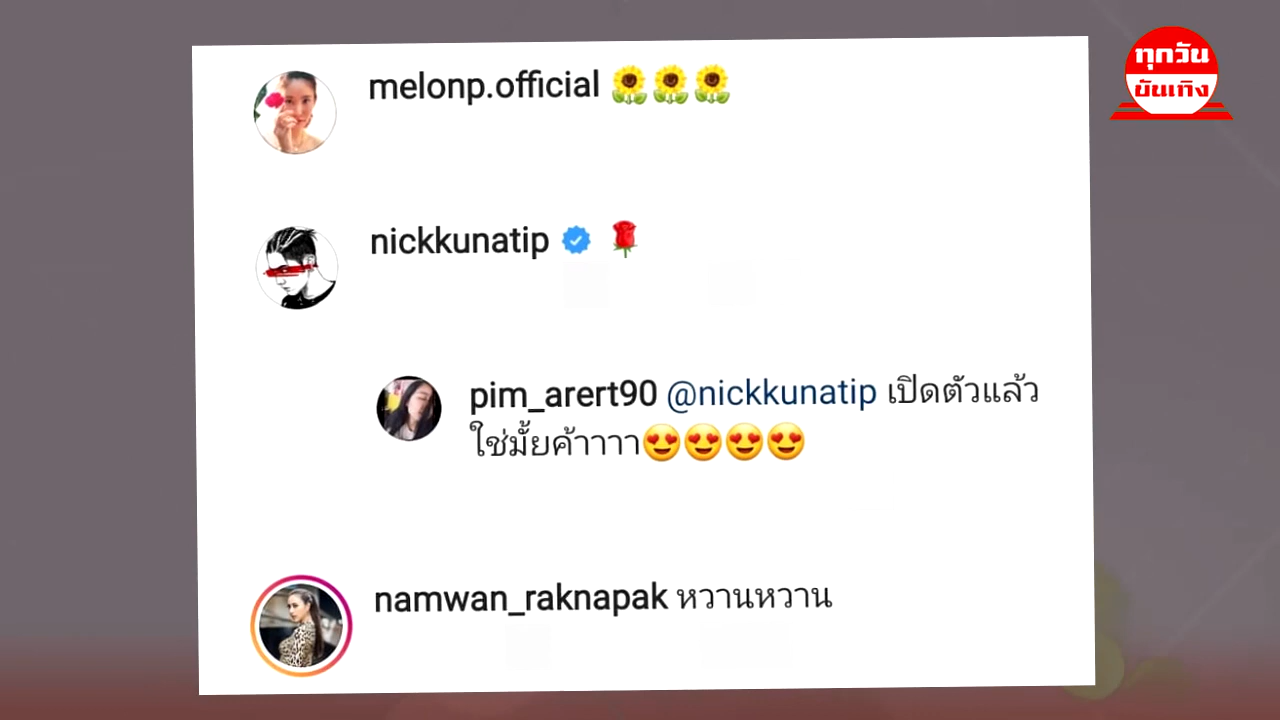 ทุกวัน
บันเทิง
melonp.official 🌻🌻🌻
nickkunatip 🌹
pim_arert90 @nickkunatip เปิดตัวแล้ว
ใช่มั้ยค้าาาา😍😍😍😍
namwan_raknapak หวานหวาน